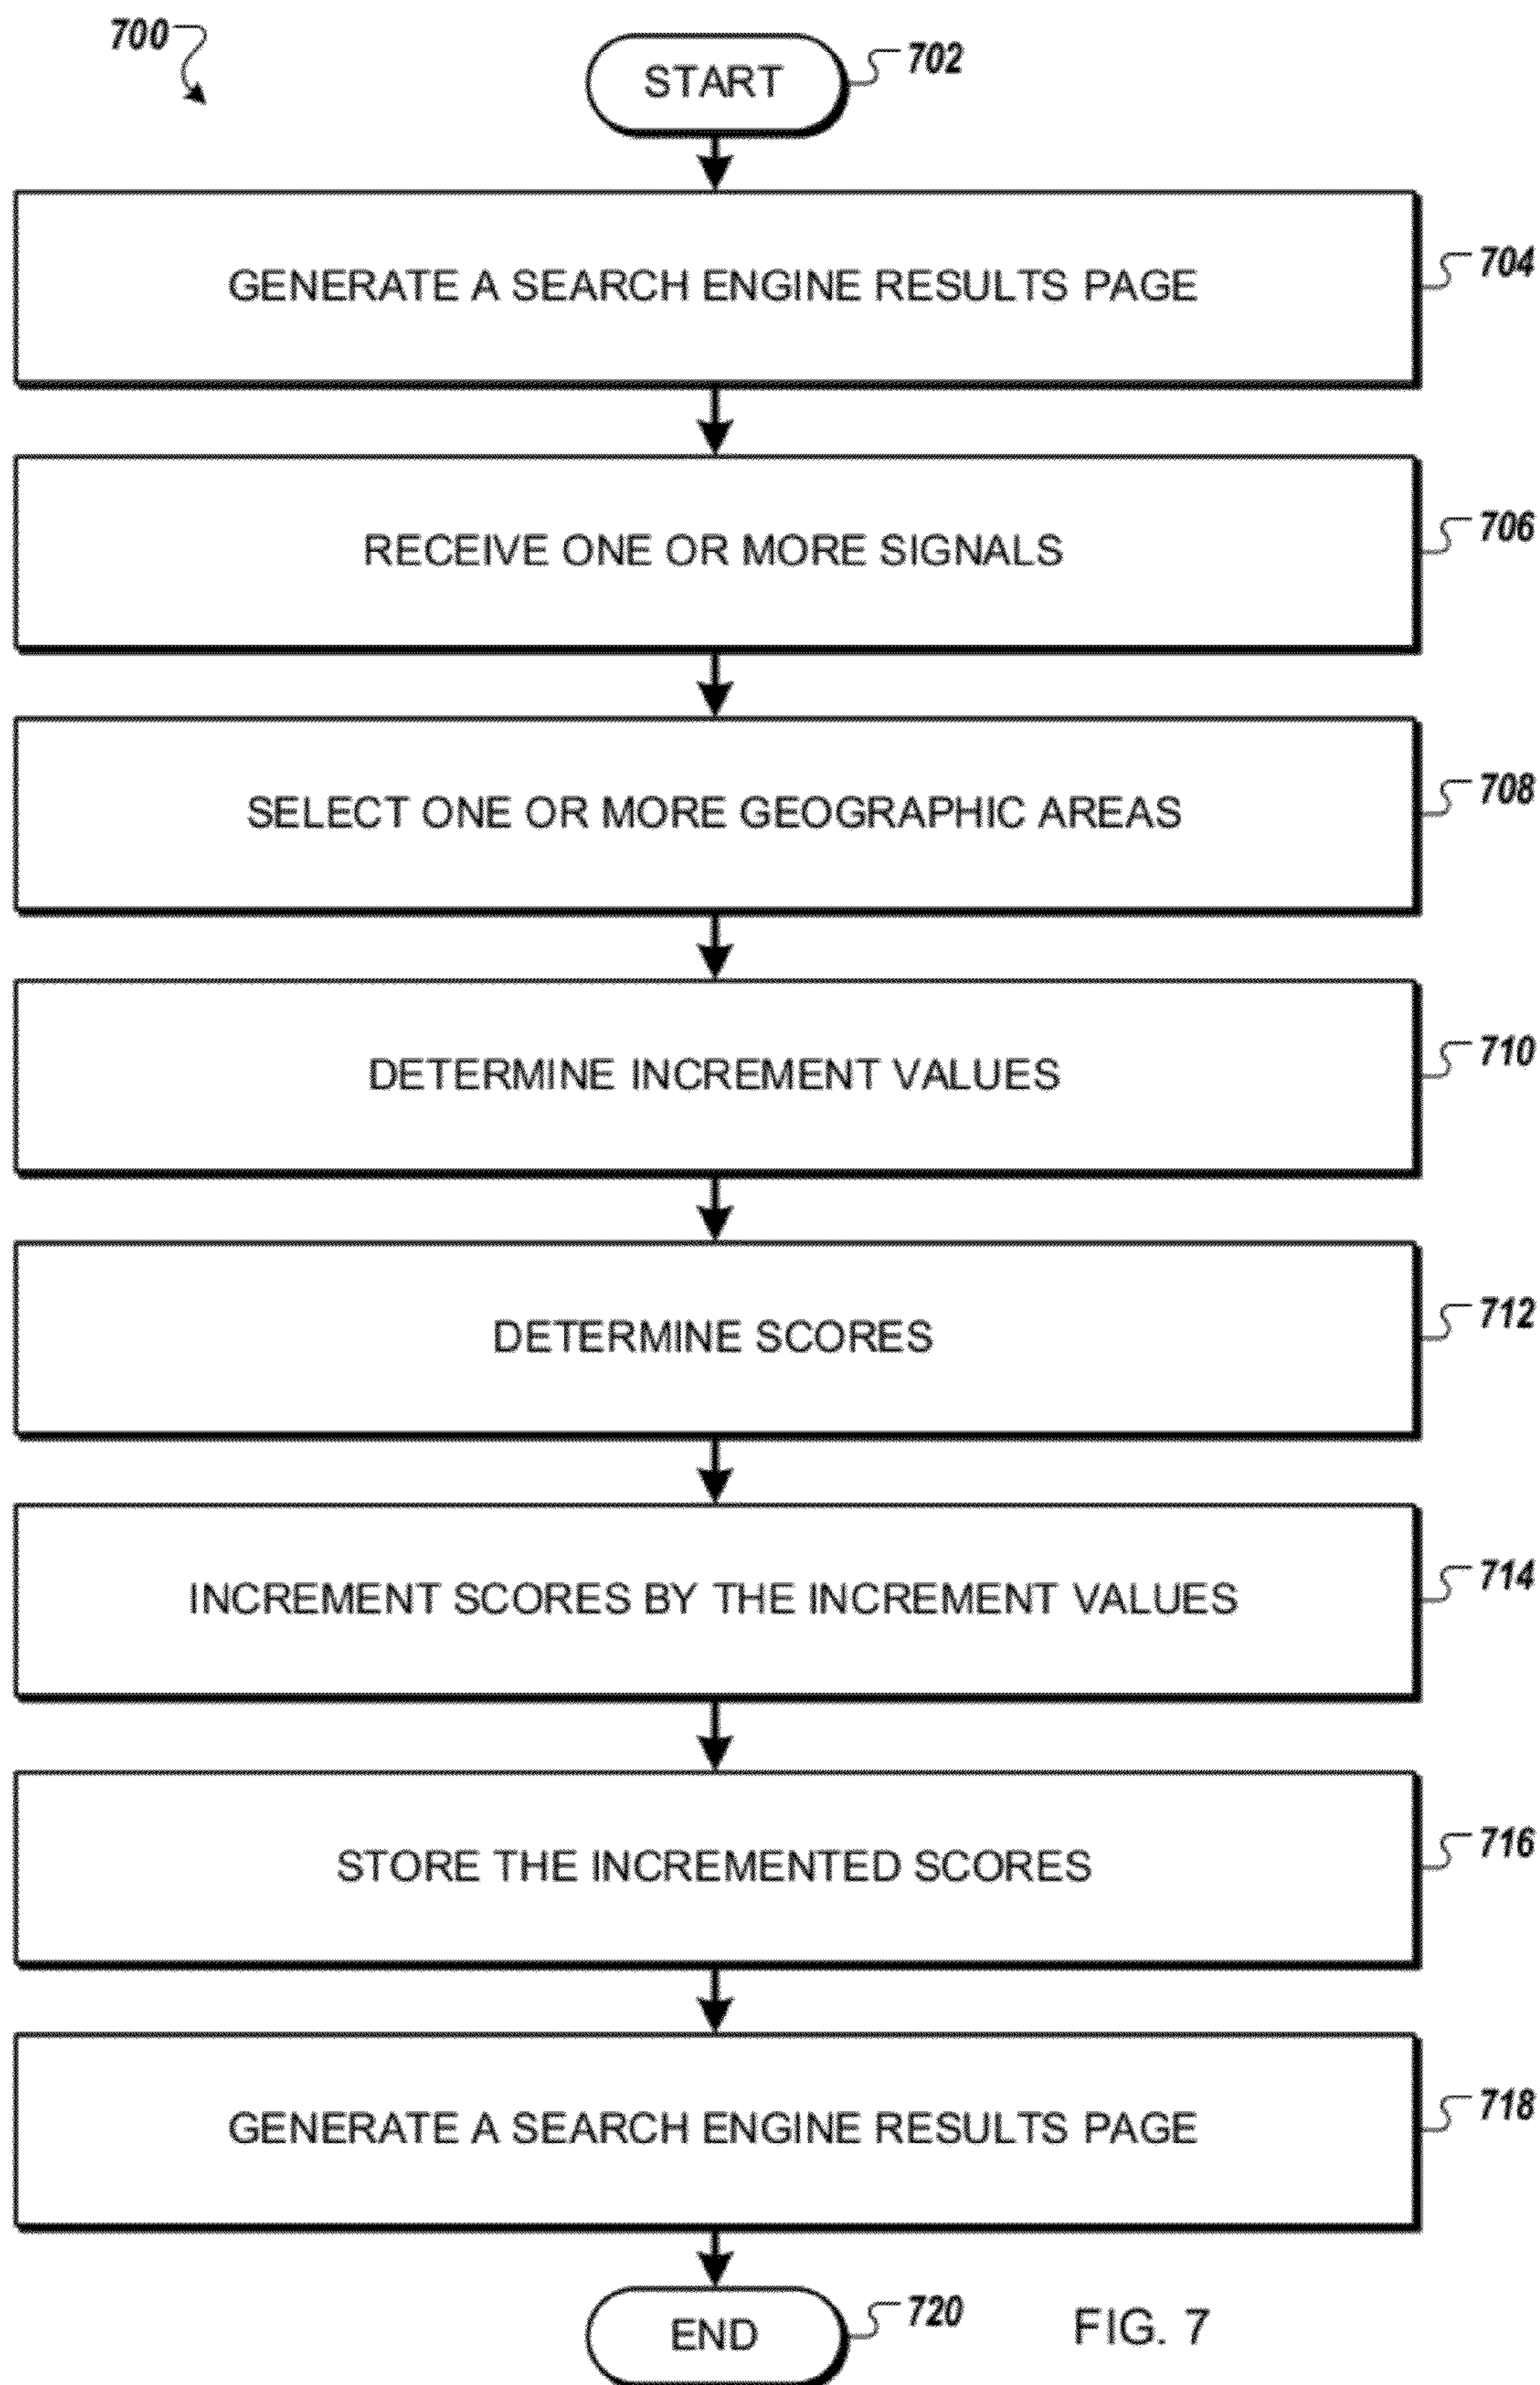 700
START
702
GENERATE A SEARCH ENGINE RESULTS PAGE
704
RECEIVE ONE OR MORE SIGNALS
706
SELECT ONE OR MORE GEOGRAPHIC AREAS
708
DETERMINE INCREMENT VALUES
710
DETERMINE SCORES
712
INCREMENT SCORES BY THE INCREMENT VALUES
714
STORE THE INCREMENTED SCORES
716
GENERATE A SEARCH ENGINE RESULTS PAGE
718
END
720
FIG. 7